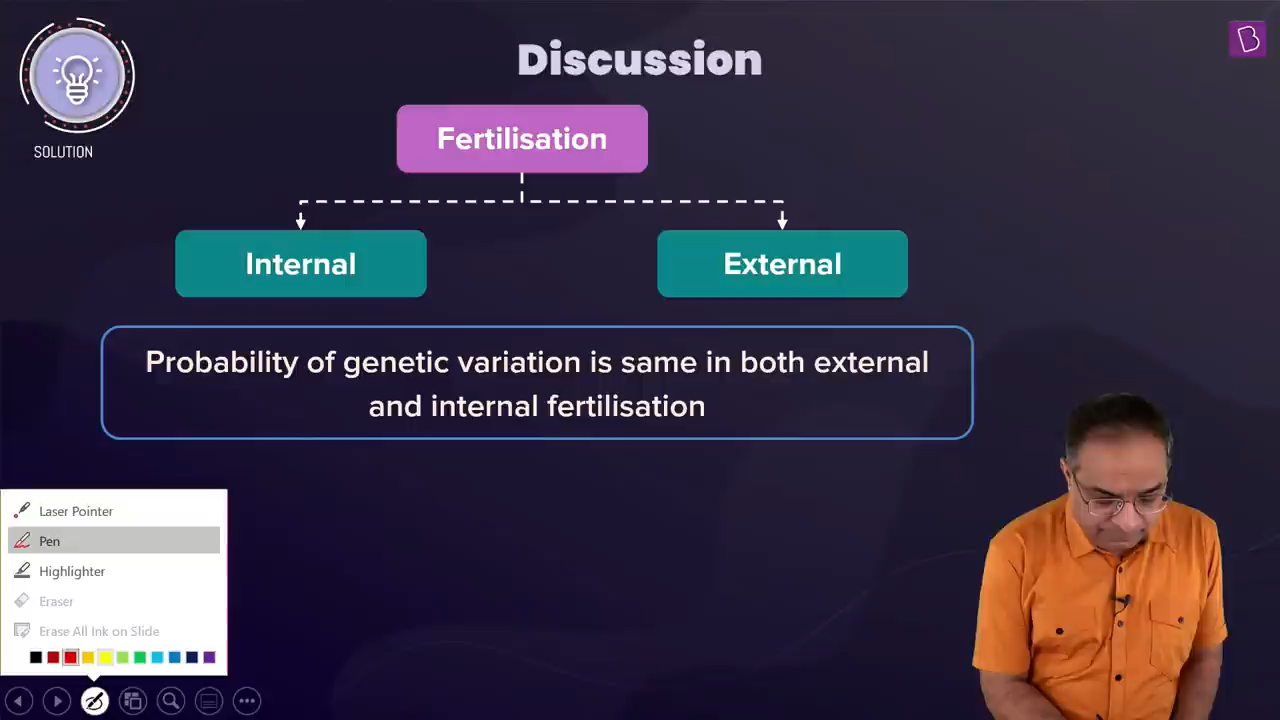 Discussion
SOLUTION
Fertilisation
Internal
External
Probability of genetic variation is same in both external
and internal fertilisation
Laser Pointer
Pen
Highlighter
Eraser
Erase All Ink on Slide